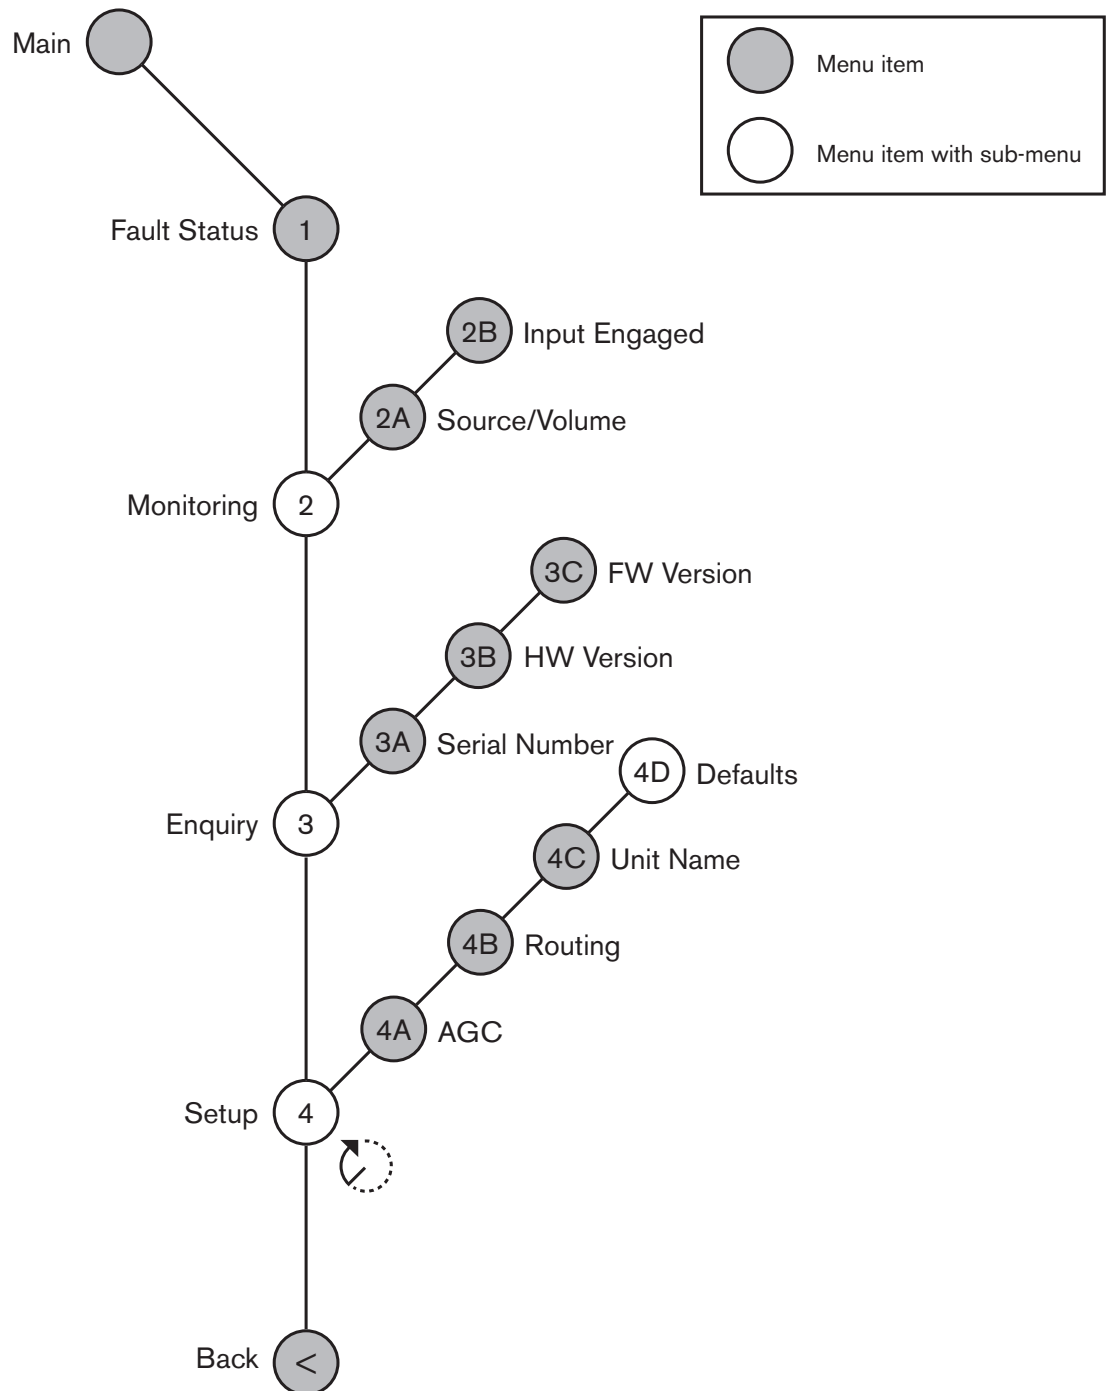 Main
Menu item
Menu item with sub-menu
Fault Status 1
2B Input Engaged
2A Source/Volume
Monitoring 2
3C FW Version
3B HW Version
3A Serial Number
4D Defaults
Enquiry 3
4C Unit Name
4B Routing
4A AGC
Setup 4
Back <